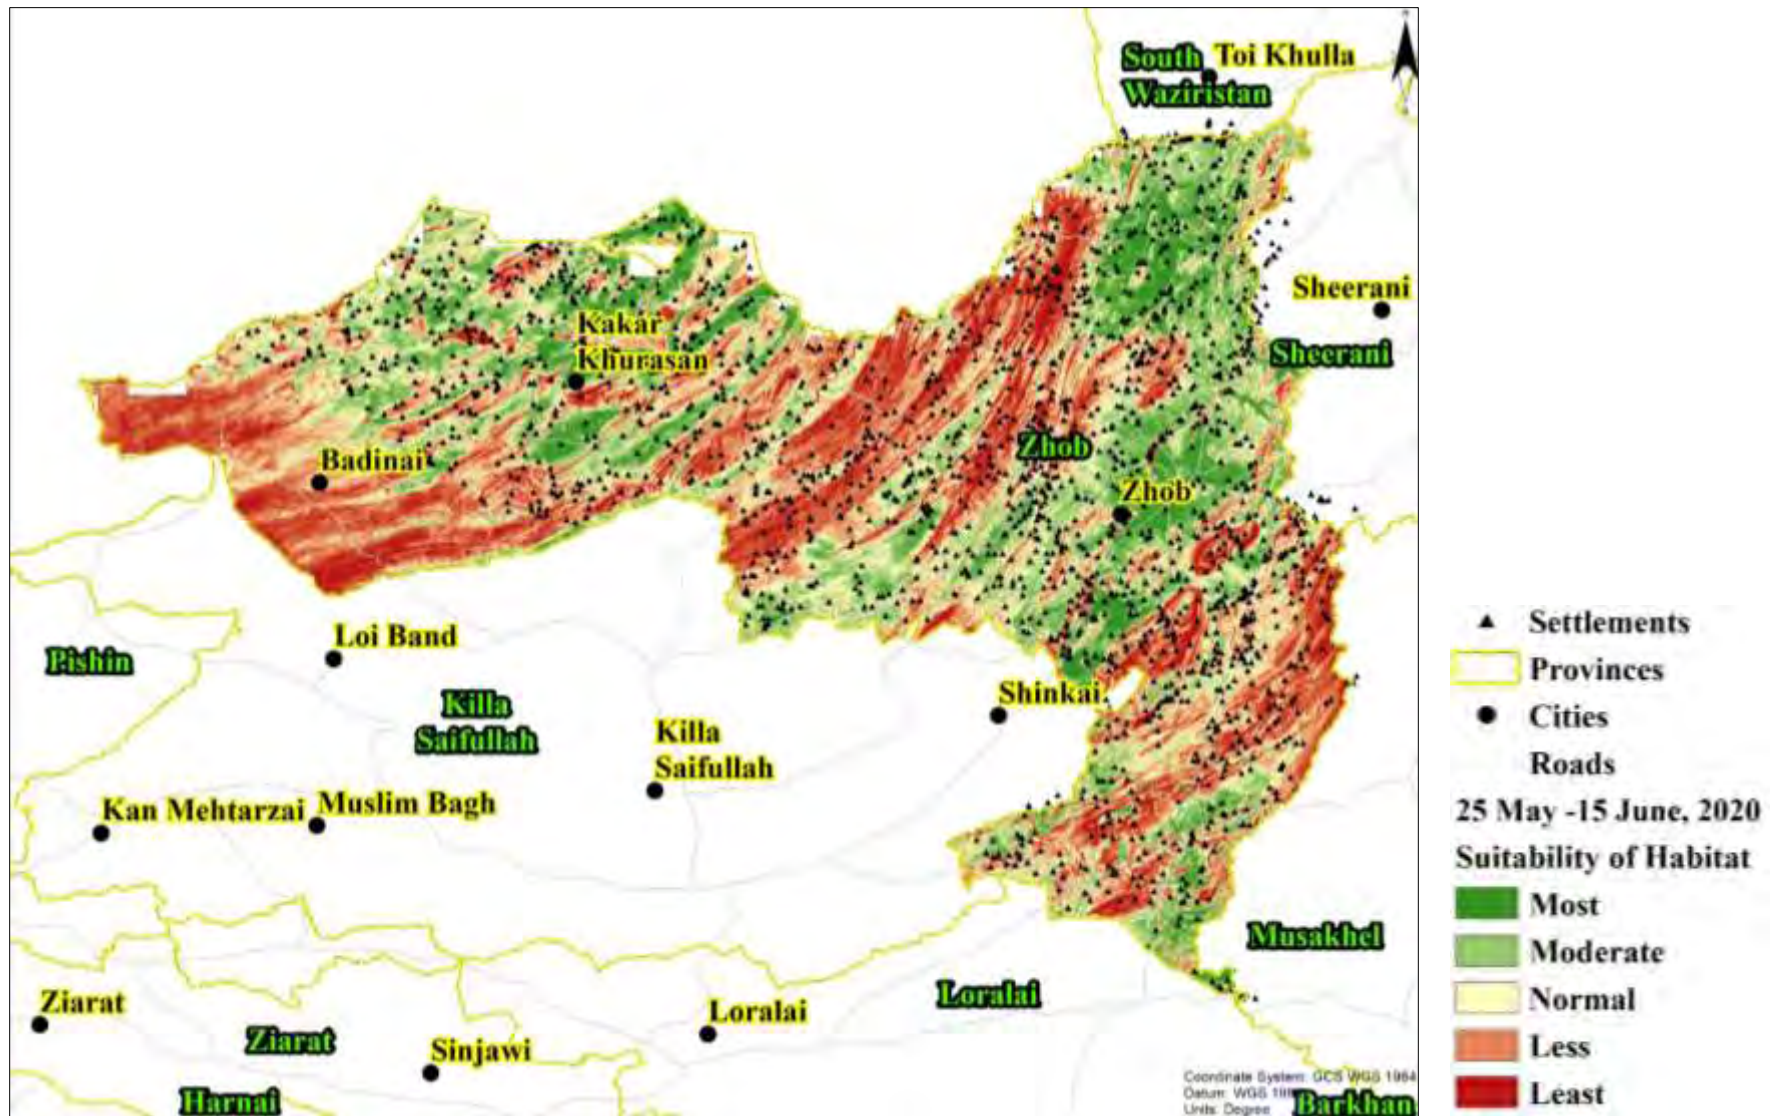 South
Waziristan
Toi Khulla
Sheerani
Sheerani
Kakar
Khurasan
Badinai
Zhob
Zhob
Loi Band
Pishin
Killa
Saifullah
Shinkai
Killa
Saifullah
Kan Mehtarzai
Muslim Bagh
Musakhel
Loralai
Ziarat
Loralai
Ziarat
Sinjawi
Harnai
Barkhan
Coordinate System: GCS WGS 1984
Datum: WGS
Units: Degree
Settlements
Provinces
Cities
Roads
25 May -15 June, 2020
Suitability of Habitat
Most
Moderate
Normal
Less
Least